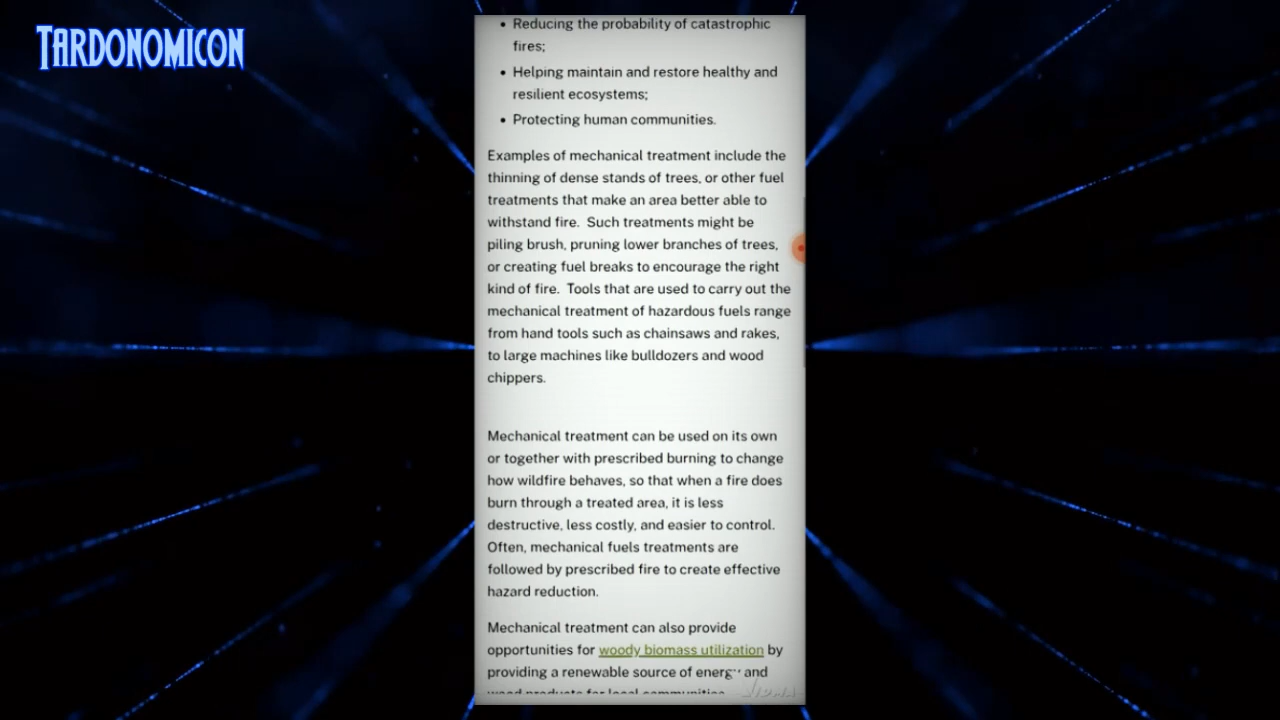 TARDONOMICON
• Reducing the probability of catastrophic
fires;
• Helping maintain and restore healthy and
resilient ecosystems;
• Protecting human communities.
Examples of mechanical treatment include the
thinning of dense stands of trees, or other fuel
treatments that make an area better able to
withstand fire.  Such treatments might be
piling brush, pruning lower branches of trees,
or creating fuel breaks to encourage the right
kind of fire.  Tools that are used to carry out the
mechanical treatment of hazardous fuels range
from hand tools such as chainsaws and rakes,
to large machines like bulldozers and wood
chippers.
Mechanical treatment can be used on its own
or together with prescribed burning to change
how wildfire behaves, so that when a fire does
burn through a treated area, it is less
destructive, less costly, and easier to control.
Often, mechanical fuels treatments are
followed by prescribed fire to create effective
hazard reduction.
Mechanical treatment can also provide
opportunities for woody biomass utilization by
providing a renewable source of energy and
wood products for local communities